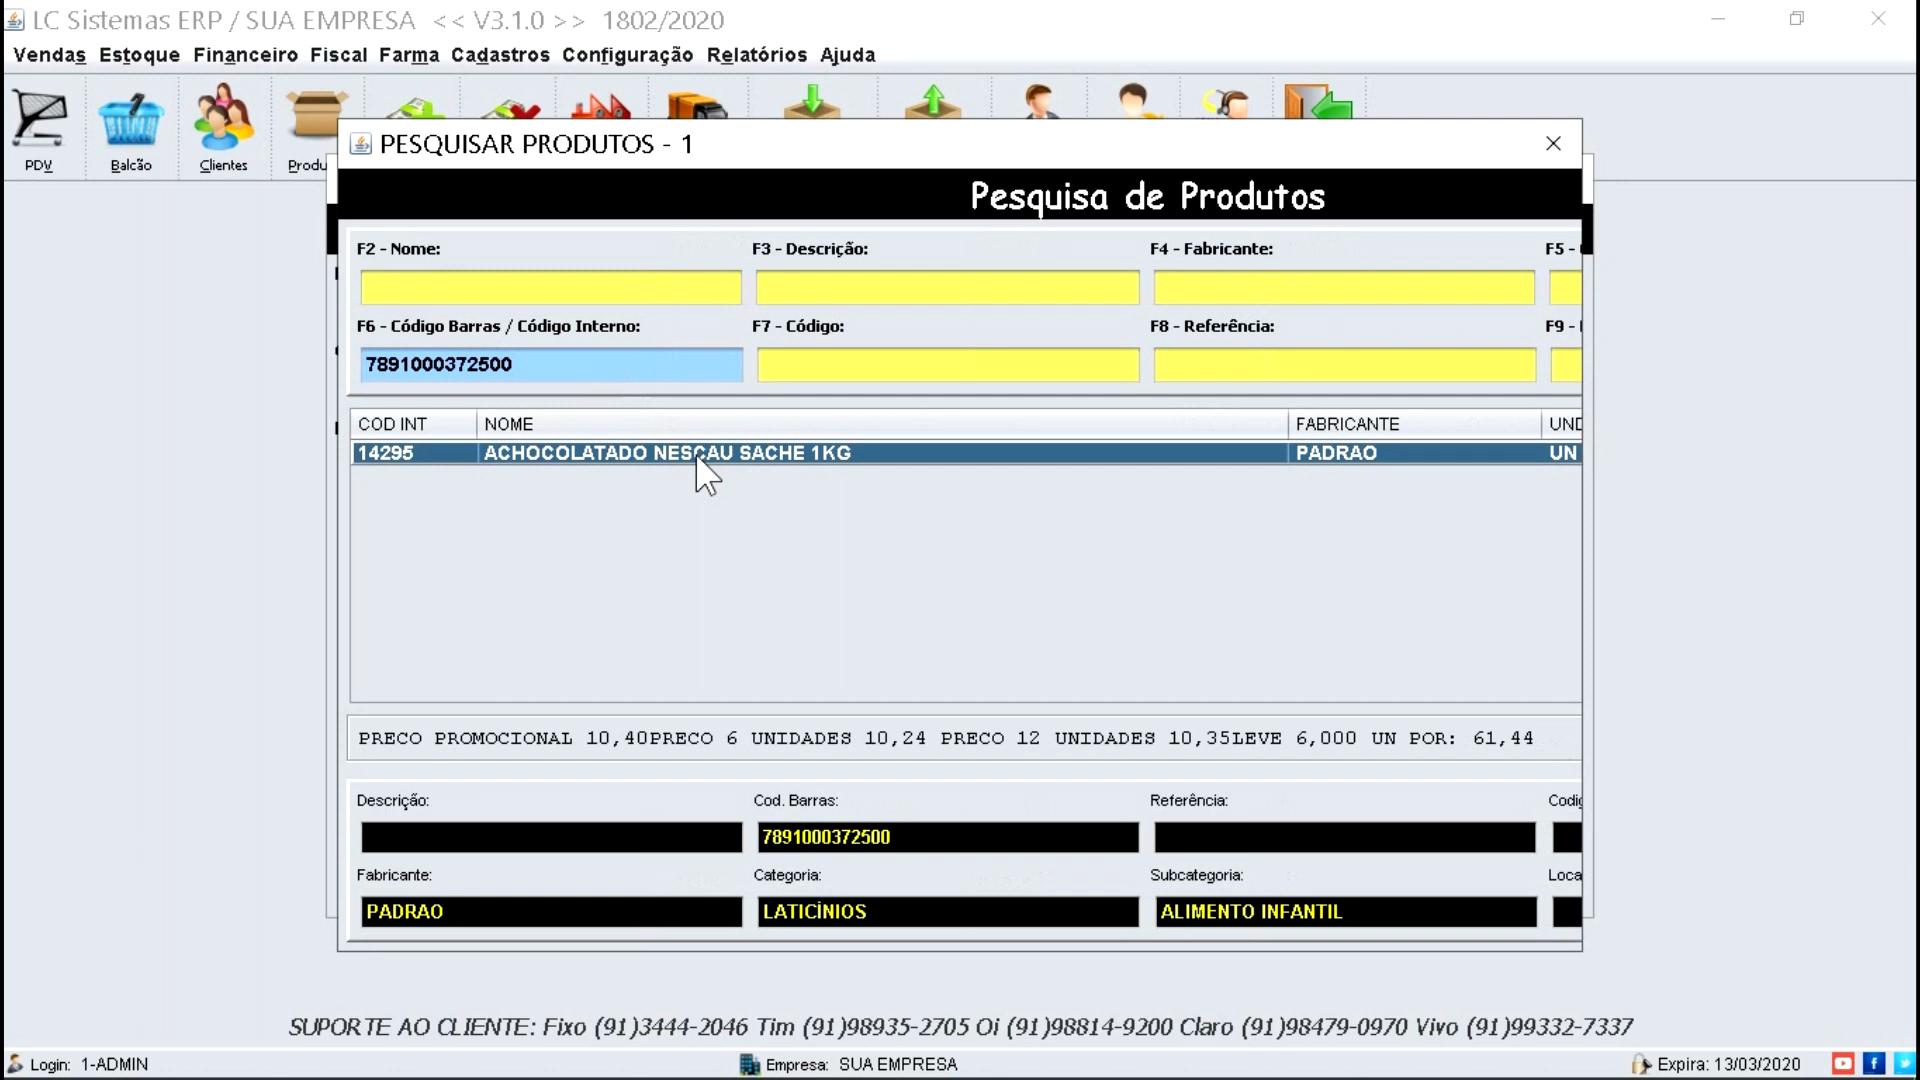 LC Sistemas ERP / SUA EMPRESA << V3.1.0 >> 1802/2020
Vendas Estoque Financeiro Fiscal Farma Cadastros Configuração Relatórios Ajuda
PDV Balcão Clientes Produ
PESQUISAR PRODUTOS - 1
Pesquisa de Produtos
F2 - Nome: F3 - Descrição: F4 - Fabricante: F5 -
F6 - Código Barras / Código Interno: F7 - Código: F8 - Referência: F9 -
7891000372500
COD INT NOME FABRICANTE UND
14295 ACHOCOLATADO NESCAU SACHE 1KG PADRAO UN
PRECO PROMOCIONAL 10,40PRECO 6 UNIDADES 10,24 PRECO 12 UNIDADES 10,35LEVE 6,000 UN POR: 61,44
Descrição: Cod. Barras: Referência: Codig
7891000372500
Fabricante: Categoria: Subcategoria: Loca
PADRAO LATICÍNIOS ALIMENTO INFANTIL
SUPORTE AO CLIENTE: Fixo (91)3444-2046 Tim (91)98935-2705 Oi (91)98814-9200 Claro (91)98479-0970 Vivo (91)99332-7337
Login: 1-ADMIN Empresa: SUA EMPRESA Expira: 13/03/2020